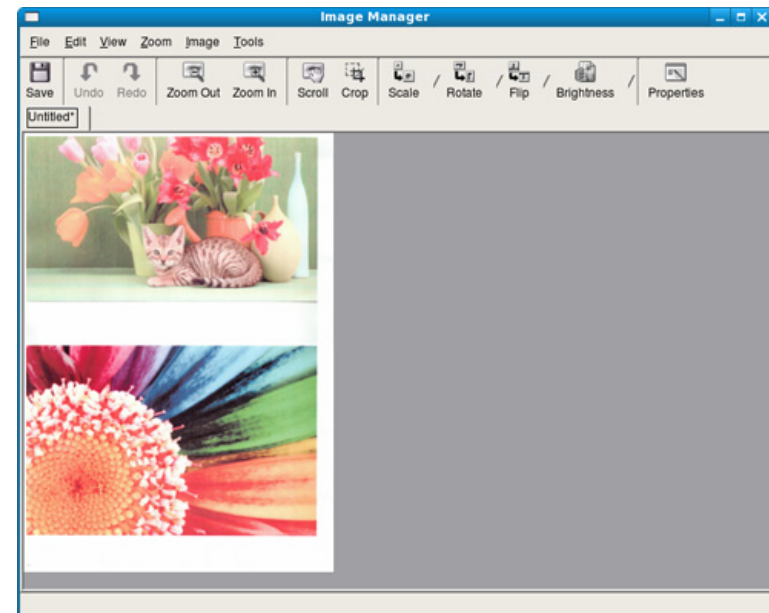 Image Manager
File Edit View Zoom Image Tools
Save Undo Redo Zoom Out Zoom In Scroll Crop Scale / Rotate / Flip / Brightness / Properties
Untitled*